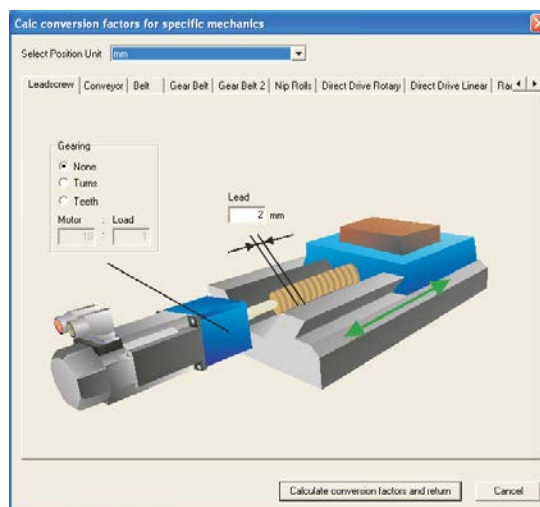 Calc conversion factors for specific mechanics
Select Position Unit mm
Leadscrew Conveyor Belt Gear Belt Gear Belt 2 Nip Rolls Direct Drive Rotary Direct Drive Linear
Gearing
None
Turns
Teeth
Motor : Load
10 : 1
Lead
2 mm
Calculate conversion factors and return Cancel